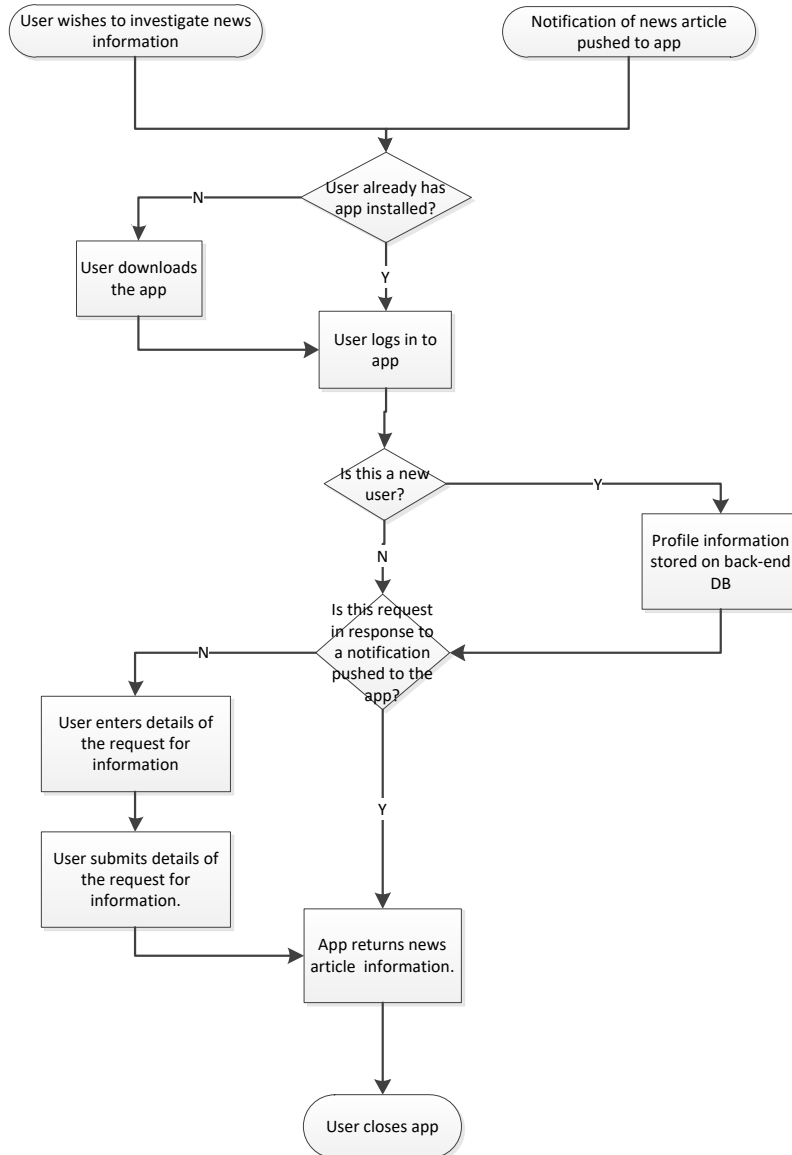 User wishes to investigate news
information
Notification of news article
pushed to app
User already has
app installed?
N
Y
User downloads
the app
User logs in to
app
Is this a new
user?
Y
N
Profile information
stored on back-end
DB
Is this request
in response to
a notification
pushed to the
app?
N
Y
User enters details of
the request for
information
User submits details of
the request for
information.
App returns news
article  information.
User closes app